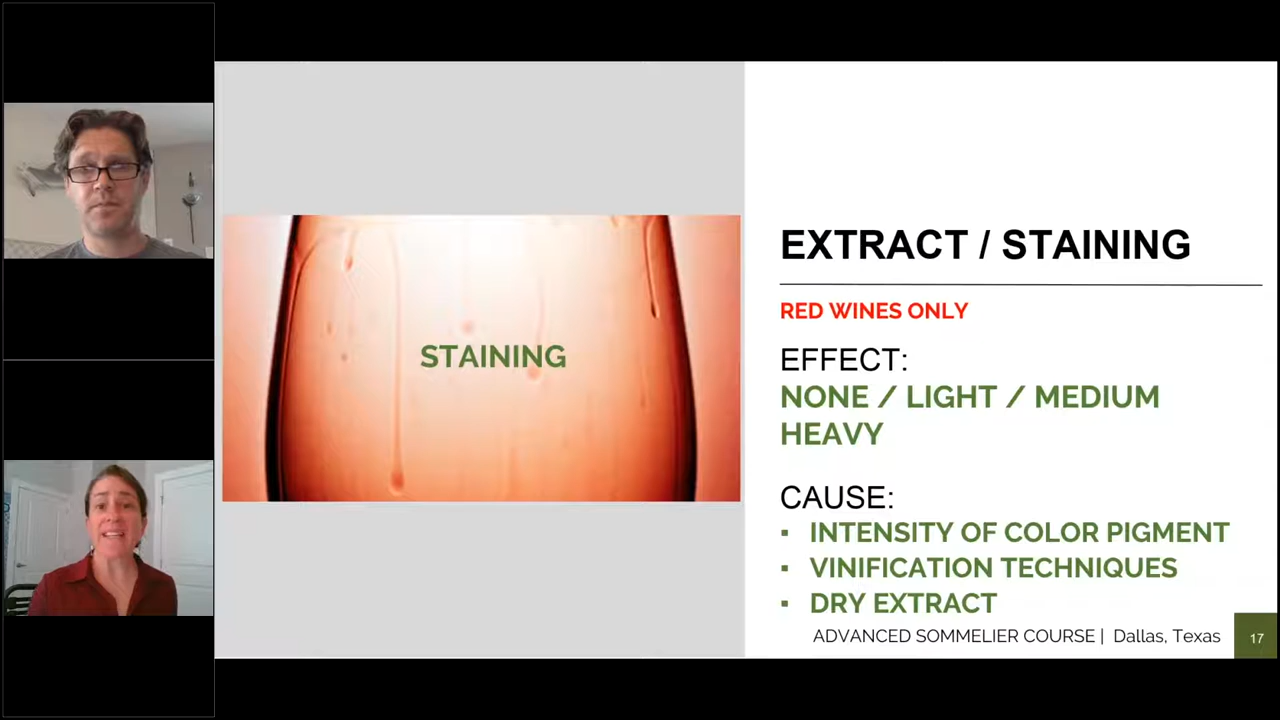 STAINING
EXTRACT / STAINING
RED WINES ONLY
EFFECT:
NONE / LIGHT / MEDIUM
HEAVY
CAUSE:
▪ INTENSITY OF COLOR PIGMENT
▪ VINIFICATION TECHNIQUES
▪ DRY EXTRACT
ADVANCED SOMMELIER COURSE | Dallas, Texas
17